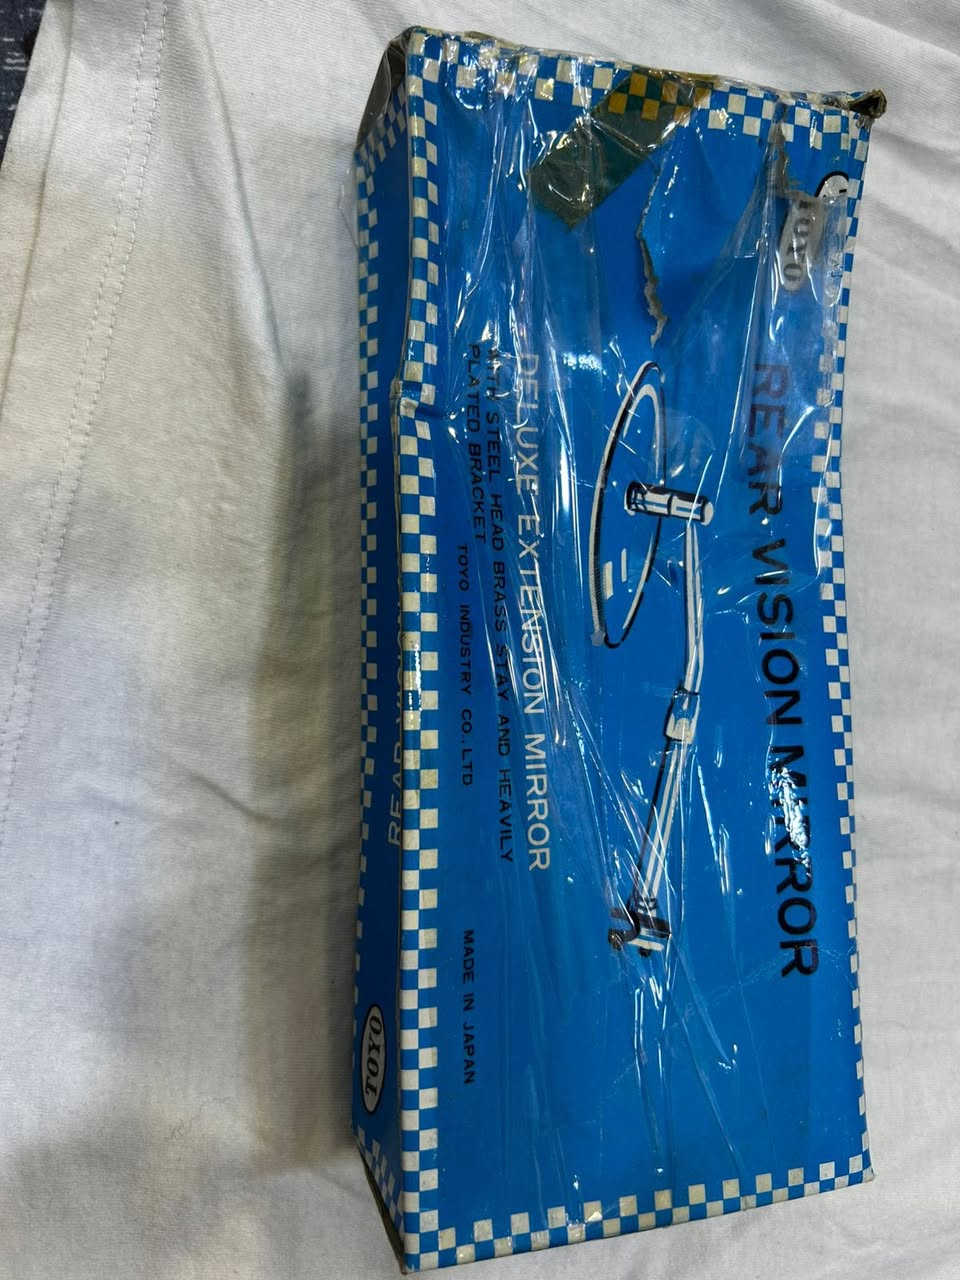 TOYO
REAR VISION MIRROR
DELUXE EXTENSION MIRROR
WITH STEEL HEAD BRASS STAY AND HEAVILY
PLATED BRACKET
TOYO INDUSTRY CO., LTD
MADE IN JAPAN
REAR
TOYO